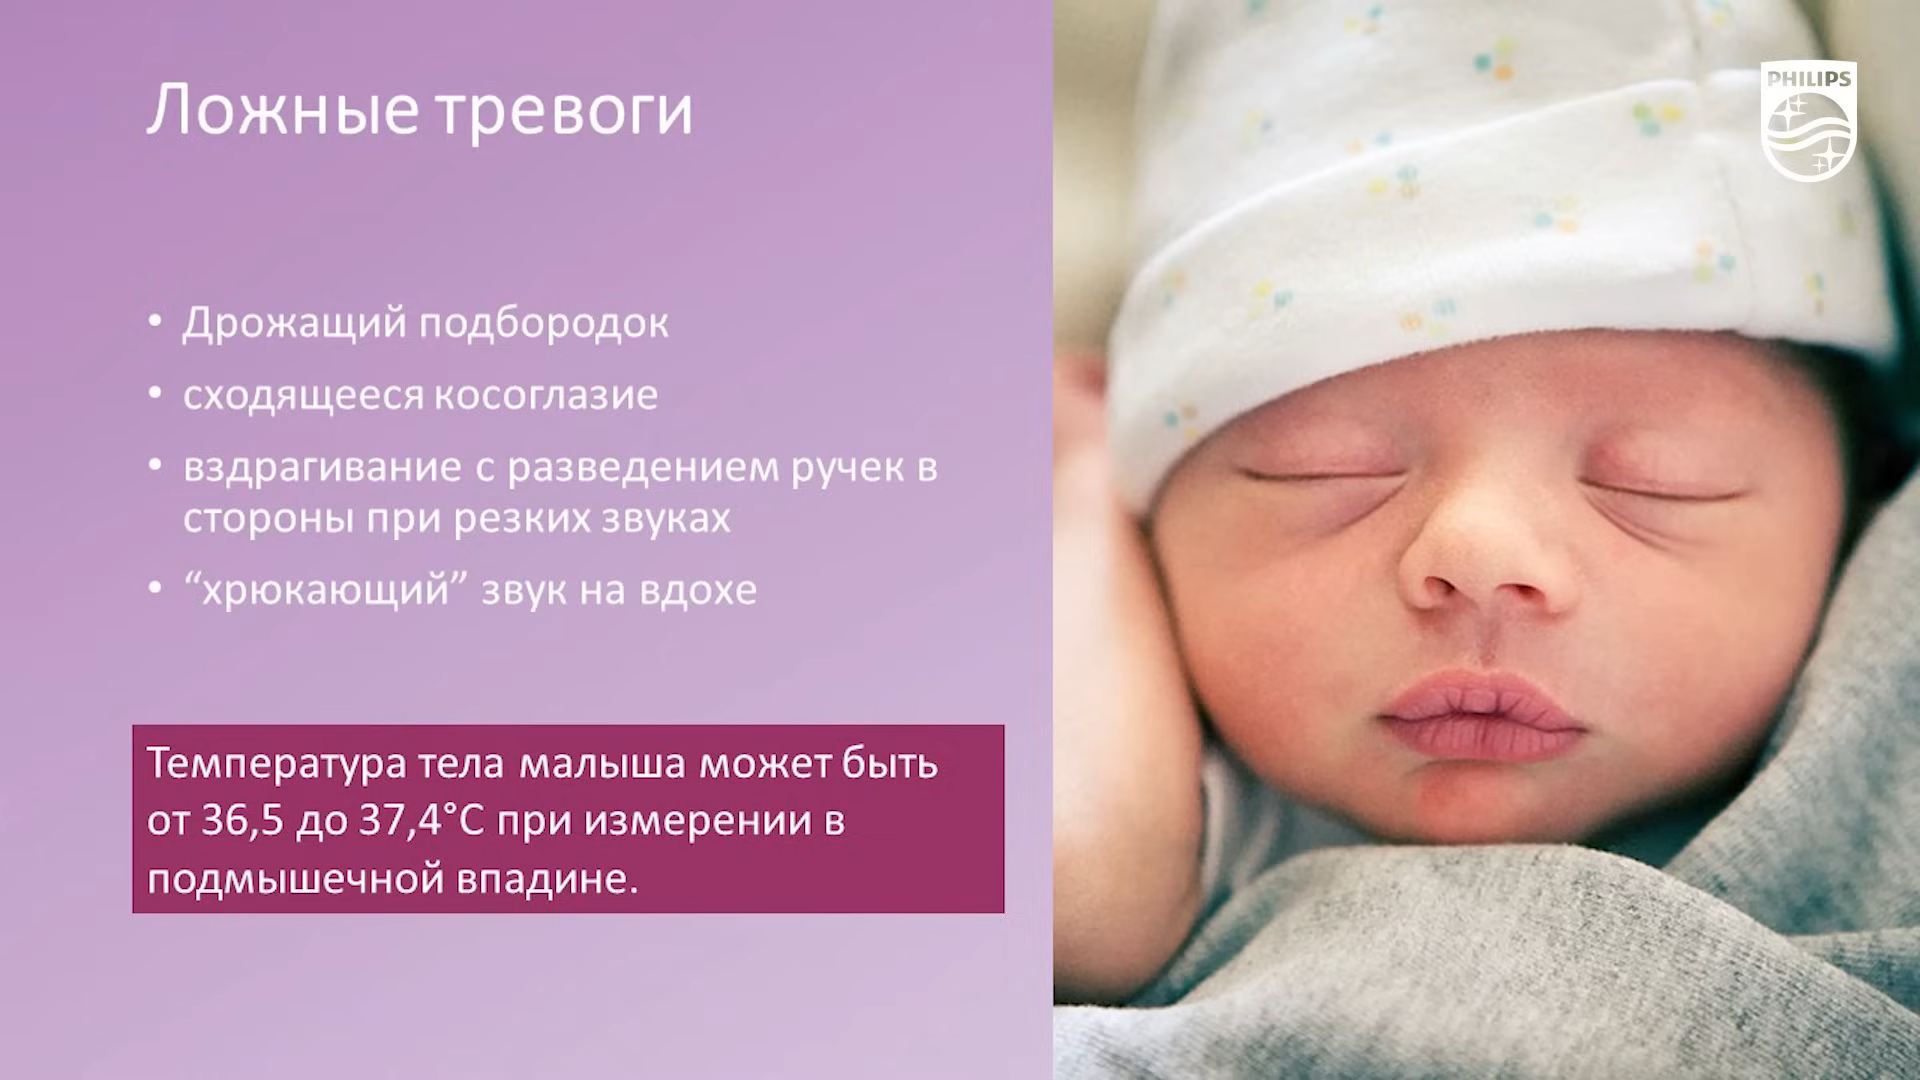 Ложные тревоги
PHILIPS
• Дрожащий подбородок
• сходящееся косоглазие
• вздрагивание с разведением ручек в
стороны при резких звуках
• “хрюкающий” звук на вдохе
Температура тела малыша может быть
от 36,5 до 37,4°C при измерении в
подмышечной впадине.